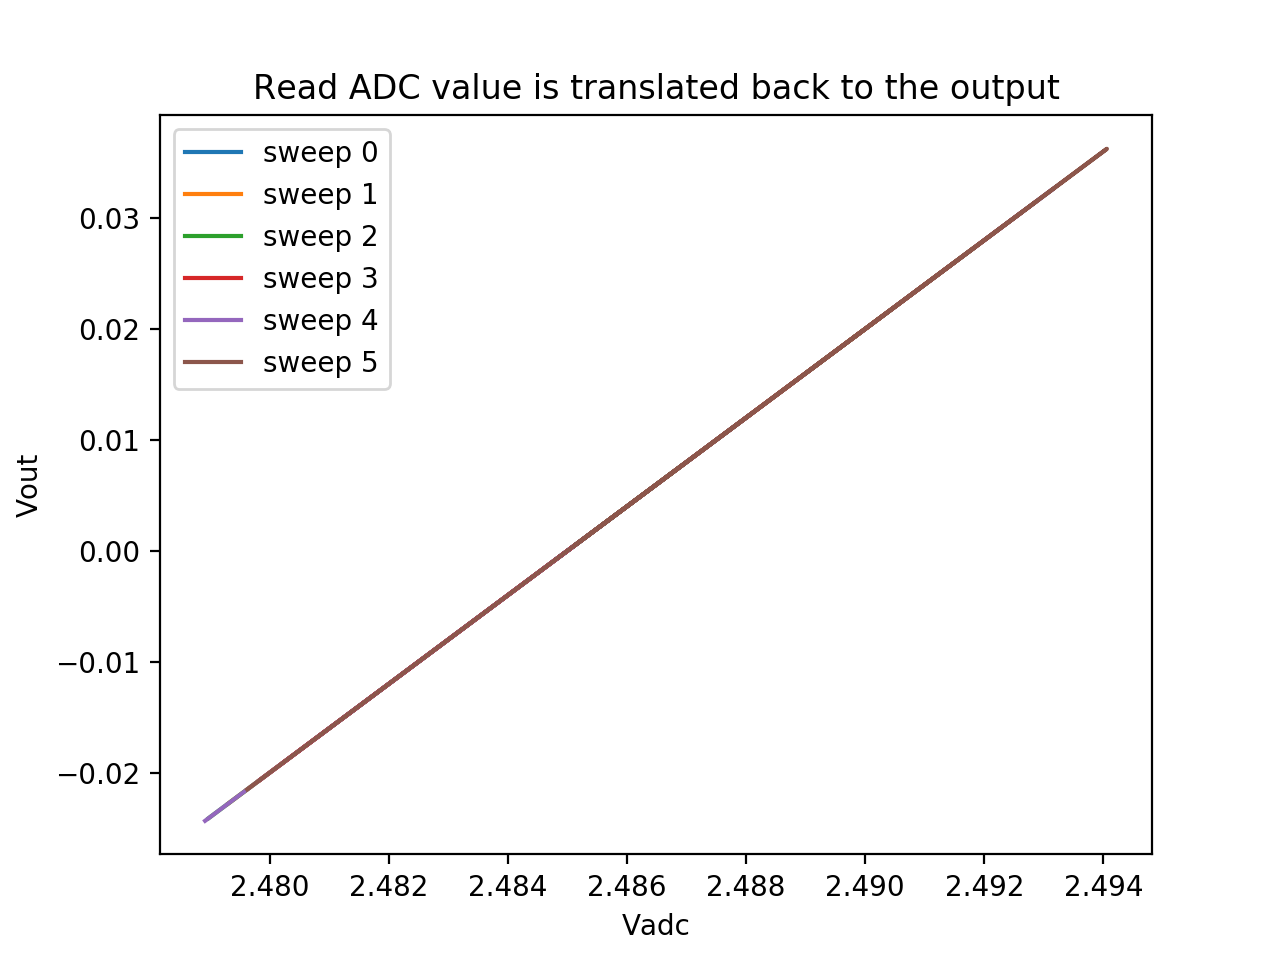 Read ADC value is translated back to the output
sweep 0
sweep 1
sweep 2
sweep 3
sweep 4
sweep 5
0.03
0.02
0.01
0.00
−0.01
−0.02
Vout
2.480 2.482 2.484 2.486 2.488 2.490 2.492 2.494
Vadc